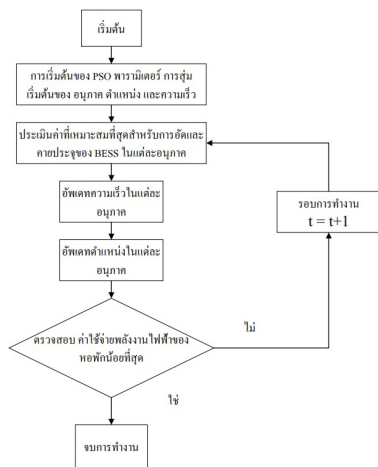 เริ่มต้น
การเริ่มต้นของ PSO พารามิเตอร์ การสุ่ม
เริ่มต้นของ อนุภาค ตำแหน่ง และความเร็ว
ประเมินค่าที่เหมาะสมที่สุดสำหรับการอัดและ
คายประจุของ BESS ในแต่ละอนุภาค
อัพเดทความเร็วในแต่ละ
อนุภาค
อัพเดทตำแหน่งในแต่ละ
อนุภาค
รอบการทำงาน
t = t+1
ตรวจสอบ ค่าใช้จ่ายพลังงานไฟฟ้าของ
หอพักน้อยที่สุด
ไม่
ใช่
จบการทำงาน